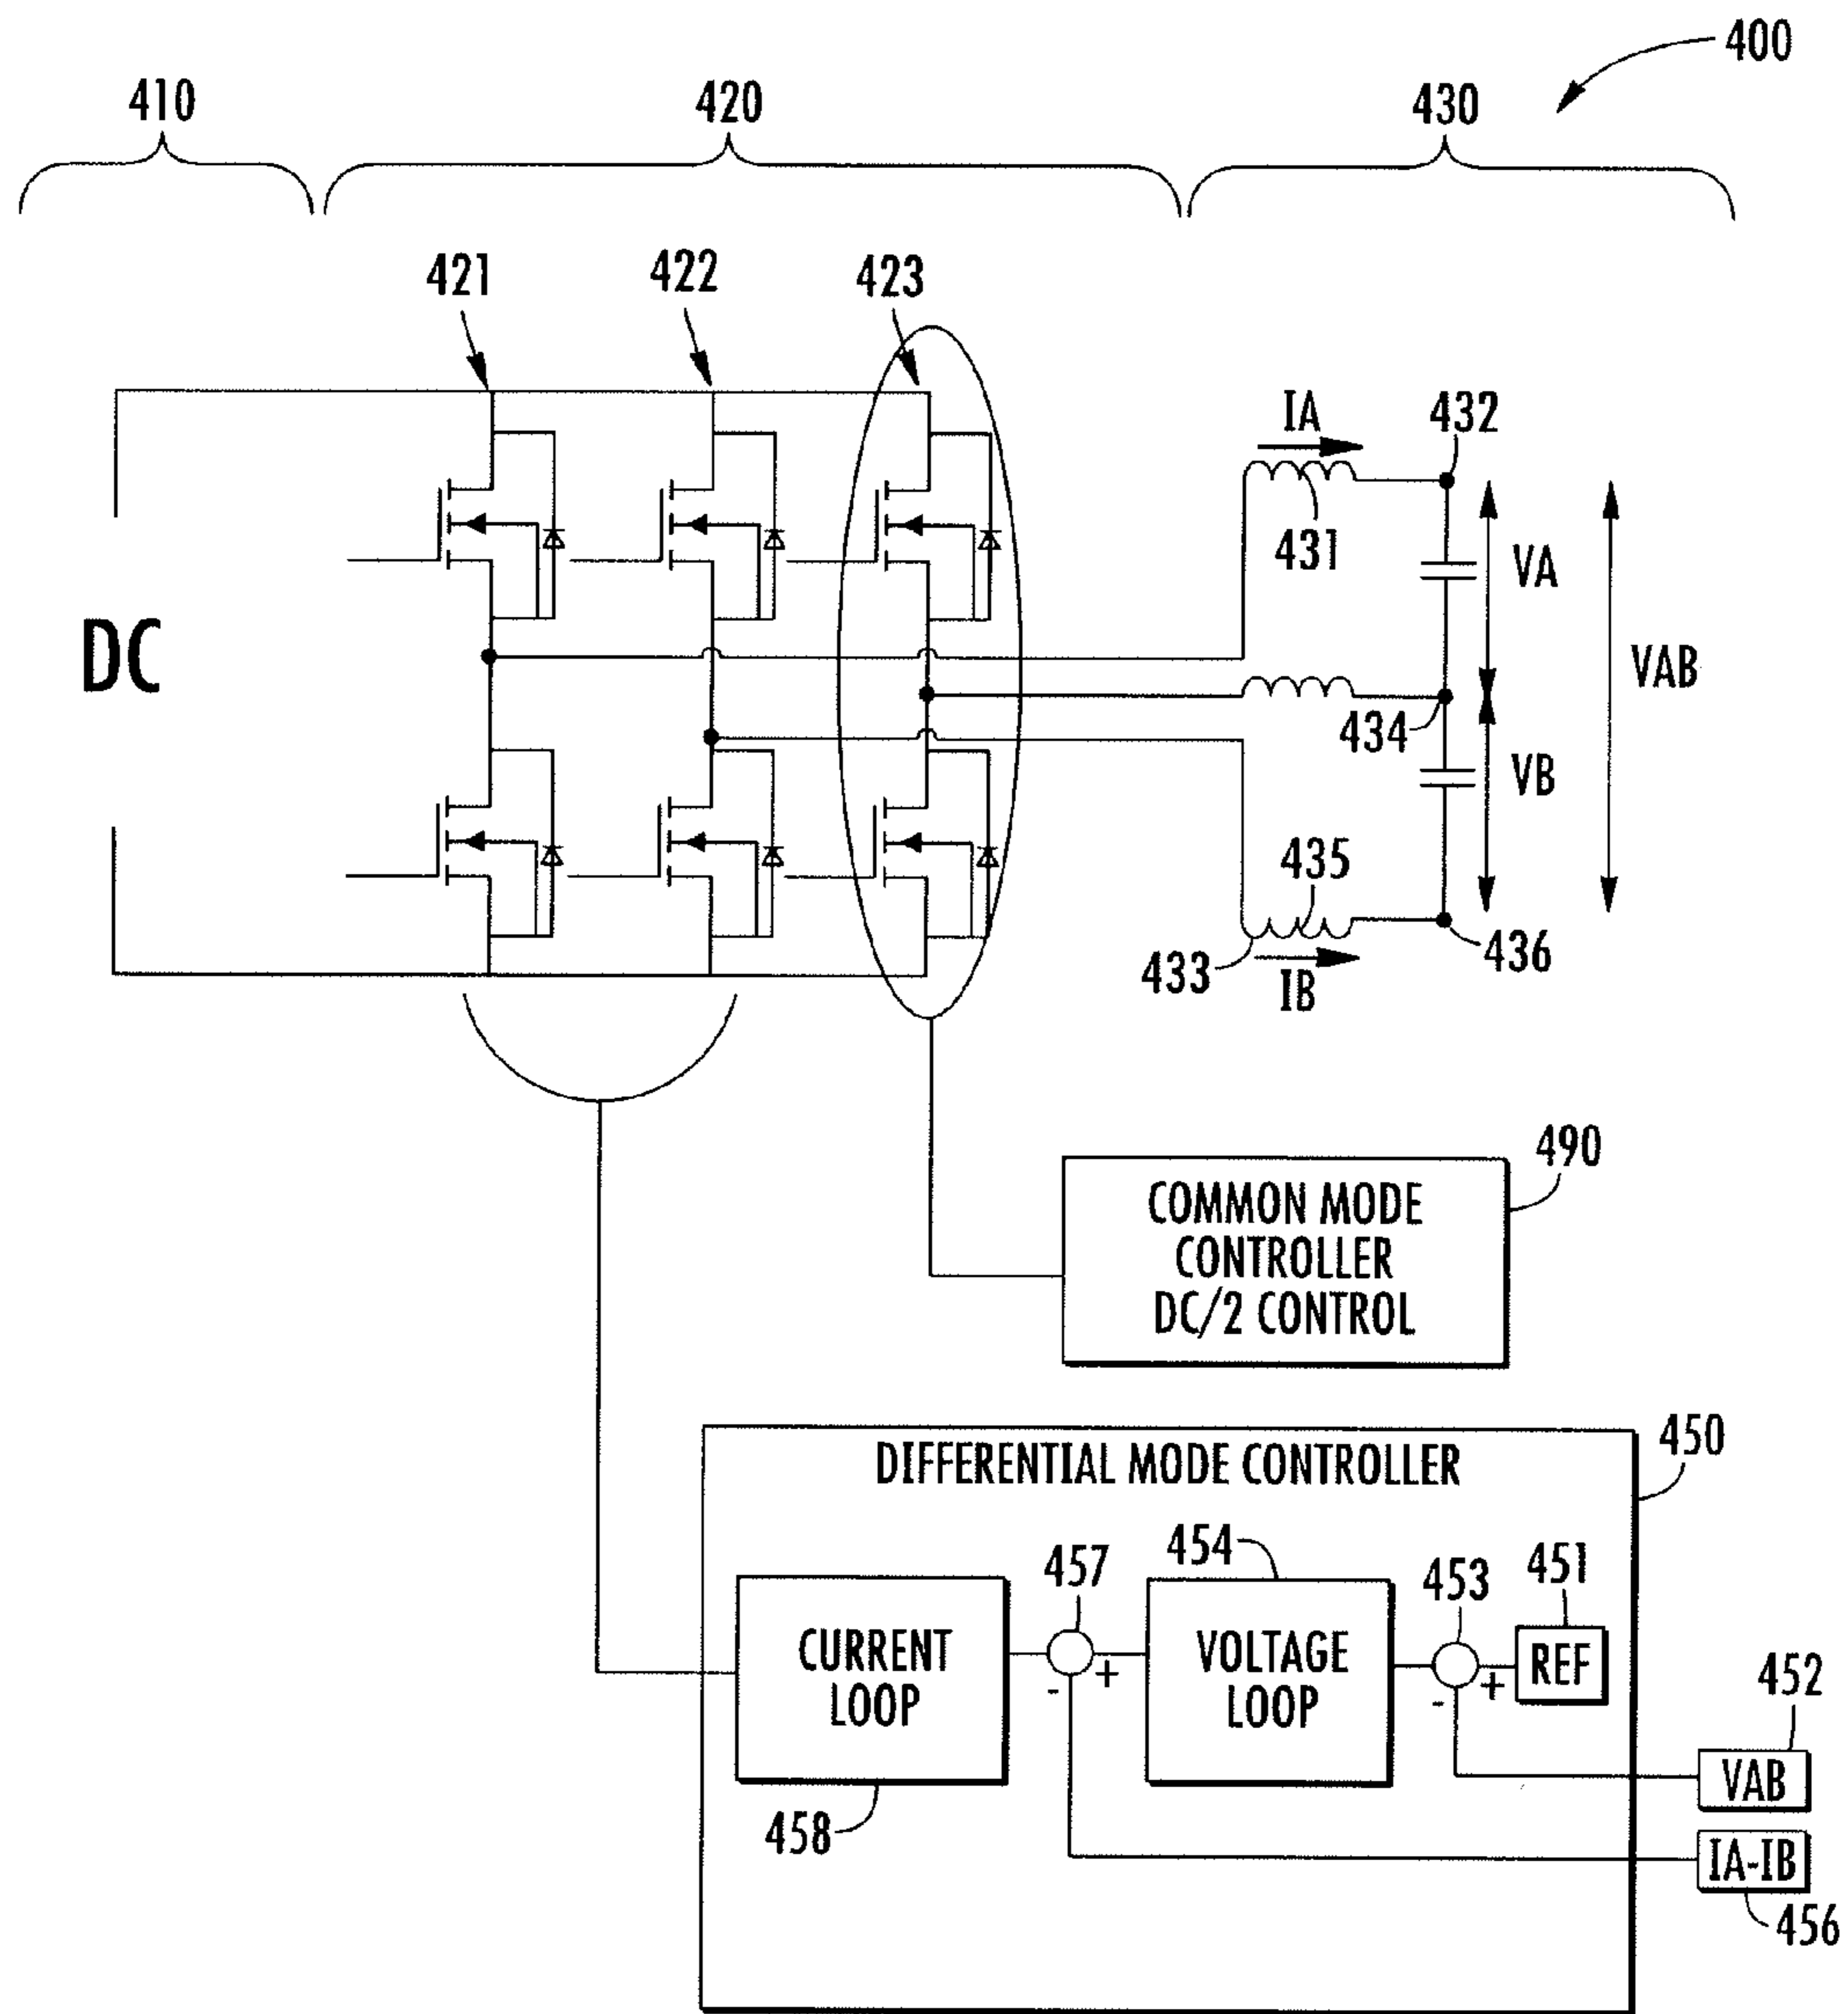 400
410
420
430
421
422
423
IA
432
431
VA
DC
VAB
434
VB
435
433
IB
436
490
COMMON MODE
CONTROLLER
DC/2 CONTROL
450
DIFFERENTIAL MODE CONTROLLER
457
454
453
451
CURRENT
LOOP
VOLTAGE
LOOP
REF
+
-
+
-
452
VAB
458
IA-IB
456